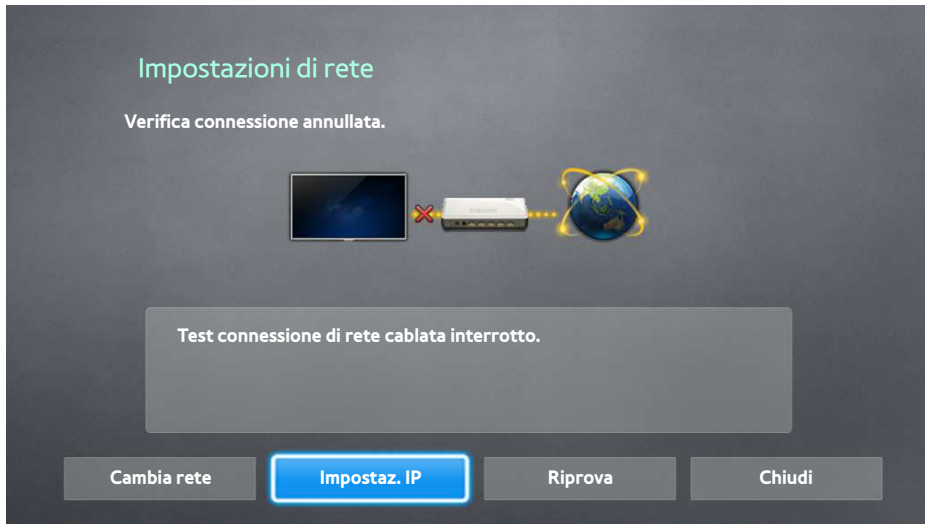 Impostazioni di rete
Verifica connessione annullata.
Test connessione di rete cablata interrotto.
Cambia rete
Impostaz. IP
Riprova
Chiudi